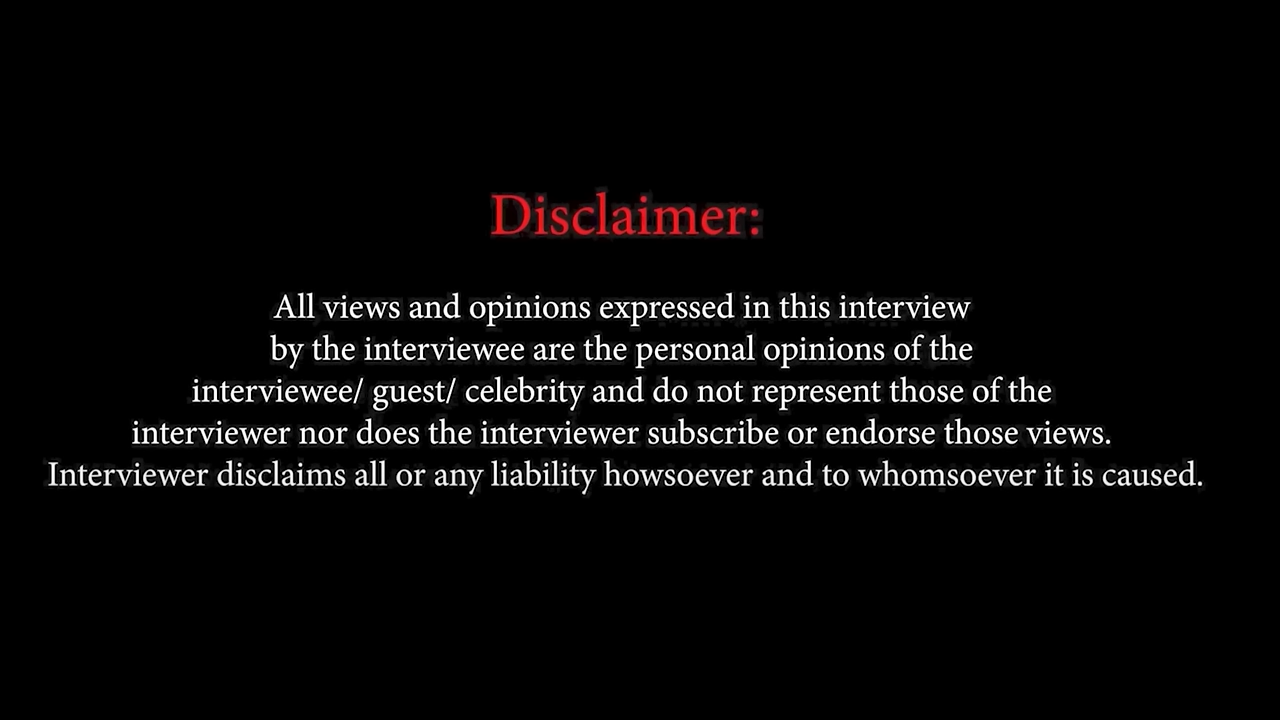 Disclaimer:
All views and opinions expressed in this interview
by the interviewee are the personal opinions of the
interviewee/ guest/ celebrity and do not represent those of the
interviewer nor does the interviewer subscribe or endorse those views.
Interviewer disclaims all or any liability howsoever and to whomsoever it is caused.